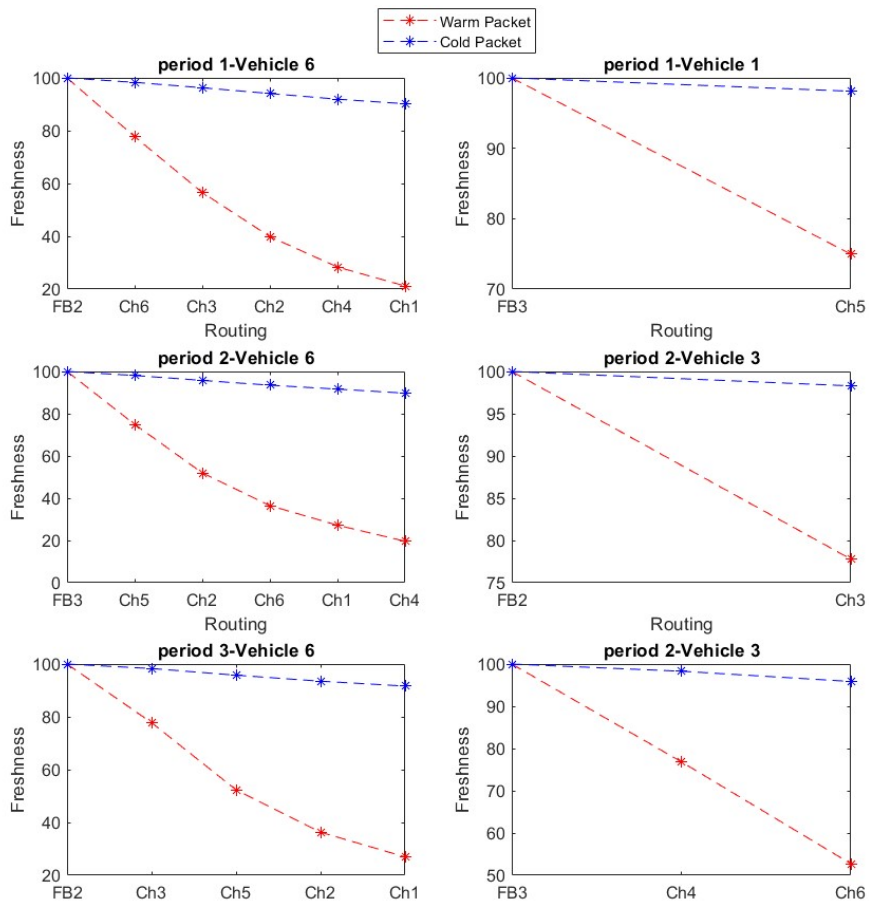 Warm Packet
Cold Packet
period 1-Vehicle 6
100
80
60
40
20
Freshness
FB2 Ch6 Ch3 Ch2 Ch4 Ch1
Routing
period 1-Vehicle 1
100
90
80
70
Freshness
FB3 Ch5
Routing
period 2-Vehicle 6
100
80
60
40
20
0
Freshness
FB3 Ch5 Ch2 Ch6 Ch1 Ch4
Routing
period 2-Vehicle 3
100
95
90
85
80
75
Freshness
FB2 Ch3
Routing
period 3-Vehicle 6
100
80
60
40
20
Freshness
FB2 Ch3 Ch5 Ch2 Ch1
period 2-Vehicle 3
100
90
80
70
60
50
Freshness
FB3 Ch4 Ch6